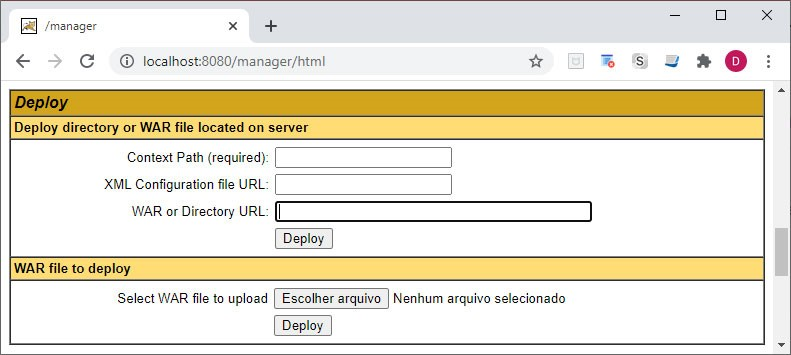 /manager
localhost:8080/manager/html
S
D
Deploy
Deploy directory or WAR file located on server
Context Path (required):
XML Configuration file URL:
WAR or Directory URL:
Deploy
WAR file to deploy
Select WAR file to upload Escolher arquivo Nenhum arquivo selecionado
Deploy